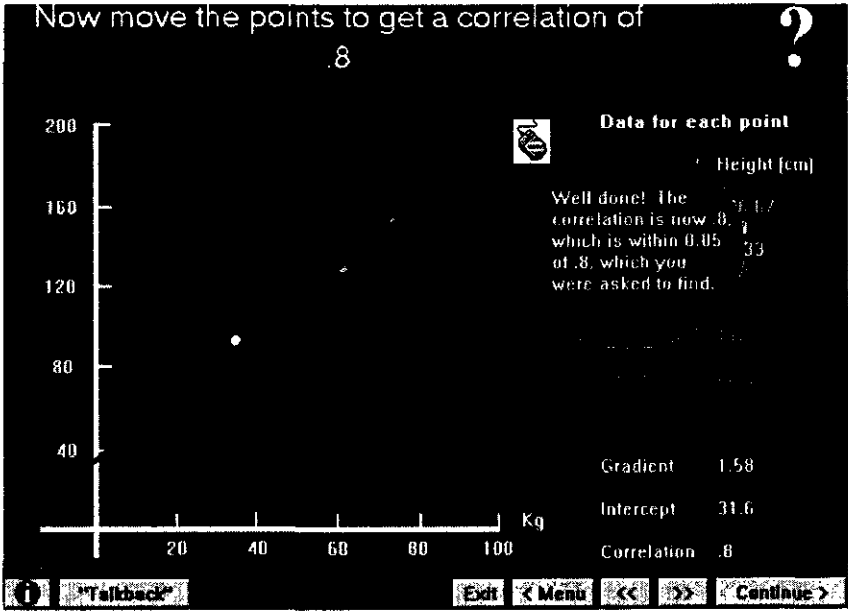 Now move the points to get a correlation of
.8
?
Data for each point
Height (cm)
Well done! The
correlation is now .8,
which is within 0.05
of .8, which you
were asked to find.
33
200
160
120
80
40
Kg
20 40 60 80 100
Gradient 1.58
Intercept 31.6
Correlation .8
i "Talkback" Exit < Menu << >> Continue >